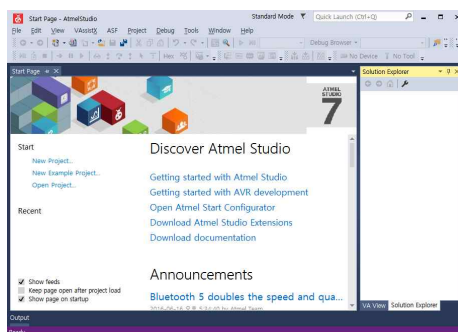 Start Page - AtmelStudio
Standard Mode
Quick Launch (Ctrl+Q)
File Edit View VAssistX ASF Project Debug Tools Window Help
Debug Browser
Hex
No Device
No Tool
Start Page
Solution Explorer
ATMEL
STUDIO
7
Start
New Project...
New Example Project...
Open Project...
Recent
Discover Atmel Studio
Getting started with Atmel Studio
Getting started with AVR development
Open Atmel Start Configurator
Download Atmel Studio Extensions
Download documentation
Announcements
Bluetooth 5 doubles the speed and qua...
Show feeds
Keep page open after project load
Show page on startup
VA View Solution Explorer
Output
Ready